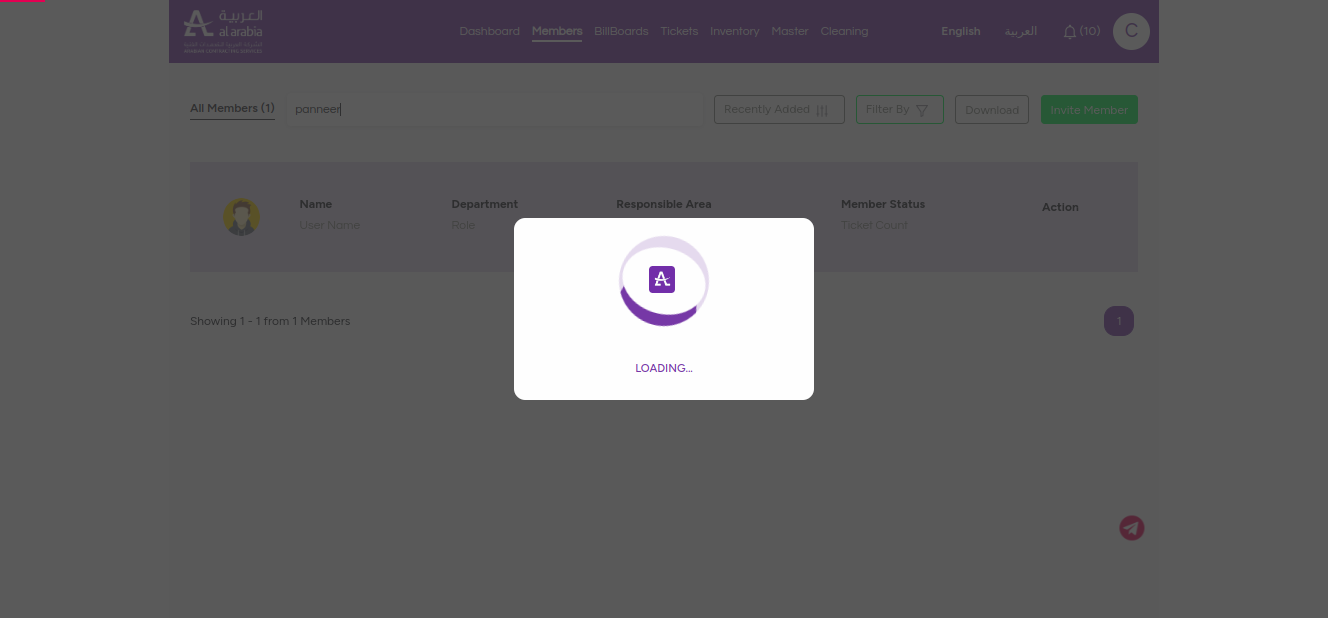 العربية
al arabia
Dashboard Members BillBoards Tickets Inventory Master Cleaning English العربية (10) C
All Members (1) panneer Recently Added Filter By Download Invite Member
Name Department Responsible Area Member Status Action
User Name Role Ticket Count
LOADING...
Showing 1 - 1 from 1 Members 1